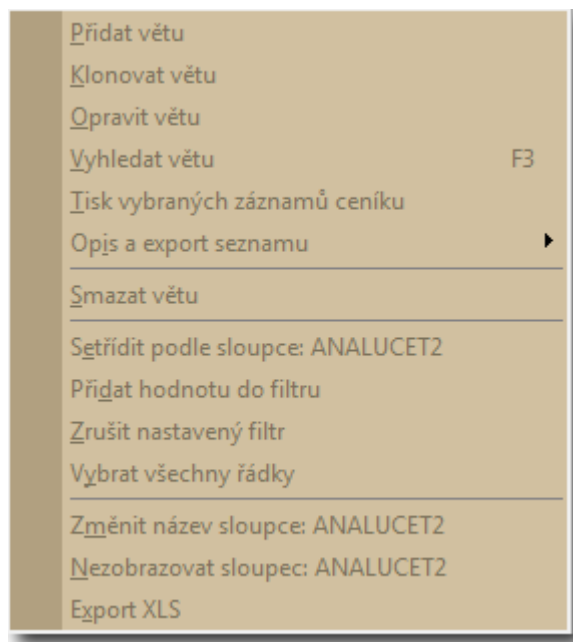 Přidat větu
Klonovat větu
Opravit větu
Vyhledat větu F3
Tisk vybraných záznamů ceníku
Opis a export seznamu
Smazat větu
Setřídit podle sloupce: ANALUCET2
Přidat hodnotu do filtru
Zrušit nastavený filtr
Vybrat všechny řádky
Změnit název sloupce: ANALUCET2
Nezobrazovat sloupec: ANALUCET2
Export XLS